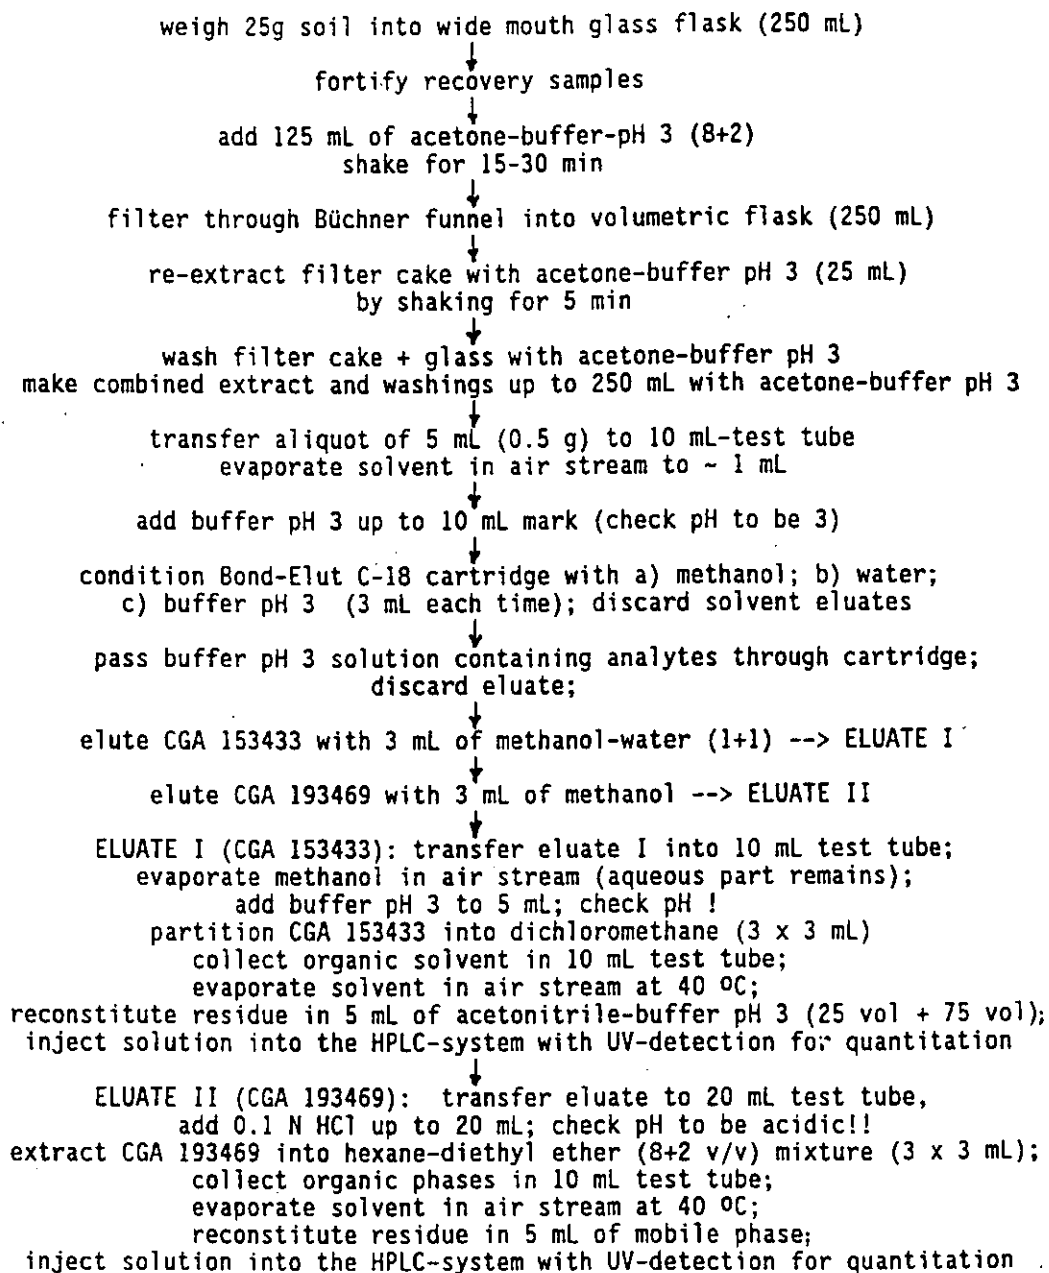 weigh 25g soil into wide mouth glass flask (250 mL)
fortify recovery samples
add 125 mL of acetone-buffer-pH 3 (8+2)
shake for 15-30 min
filter through Büchner funnel into volumetric flask (250 mL)
re-extract filter cake with acetone-buffer pH 3 (25 mL)
by shaking for 5 min
wash filter cake + glass with acetone-buffer pH 3
make combined extract and washings up to 250 mL with acetone-buffer pH 3
transfer aliquot of 5 mL (0.5 g) to 10 mL-test tube
evaporate solvent in air stream to ~ 1 mL
add buffer pH 3 up to 10 mL mark (check pH to be 3)
condition Bond-Elut C-18 cartridge with a) methanol; b) water;
c) buffer pH 3 (3 mL each time); discard solvent eluates
pass buffer pH 3 solution containing analytes through cartridge;
discard eluate;
elute CGA 153433 with 3 mL of methanol-water (1+1) --> ELUATE I
elute CGA 193469 with 3 mL of methanol --> ELUATE II
ELUATE I (CGA 153433): transfer eluate I into 10 mL test tube;
evaporate methanol in air stream (aqueous part remains);
add buffer pH 3 to 5 mL; check pH !
partition CGA 153433 into dichloromethane (3 x 3 mL)
collect organic solvent in 10 mL test tube;
evaporate solvent in air stream at 40 ºC;
reconstitute residue in 5 mL of acetonitrile-buffer pH 3 (25 vol + 75 vol);
inject solution into the HPLC-system with UV-detection for quantitation
ELUATE II (CGA 193469): transfer eluate to 20 mL test tube,
add 0.1 N HCl up to 20 mL; check pH to be acidic!!
extract CGA 193469 into hexane-diethyl ether (8+2 v/v) mixture (3 x 3 mL);
collect organic phases in 10 mL test tube;
evaporate solvent in air stream at 40 ºC;
reconstitute residue in 5 mL of mobile phase;
inject solution into the HPLC-system with UV-detection for quantitation